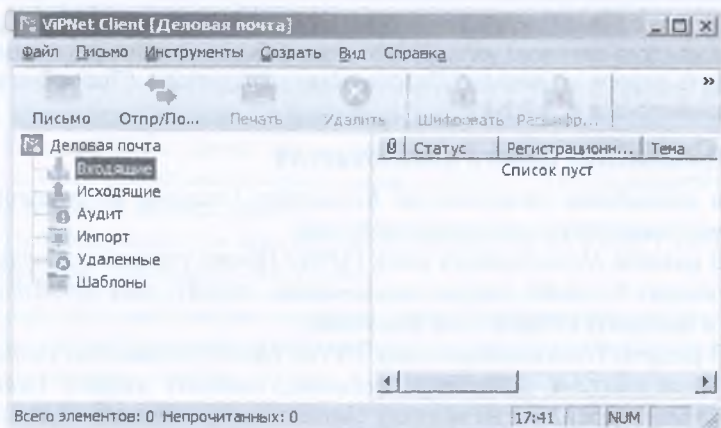 ViPNet Client [Деловая почта]
Файл Письмо Инструменты Создать Вид Справка
Письмо Отпр/По... Печать Удалить Шифровать Расшифр... »
Деловая почта
Входящие
Исходящие
Аудит
Импорт
Удаленные
Шаблоны
Статус Регистрационн... Тема
Список пуст
Всего элементов: 0 Непрочитанных: 0 17:41 NUM